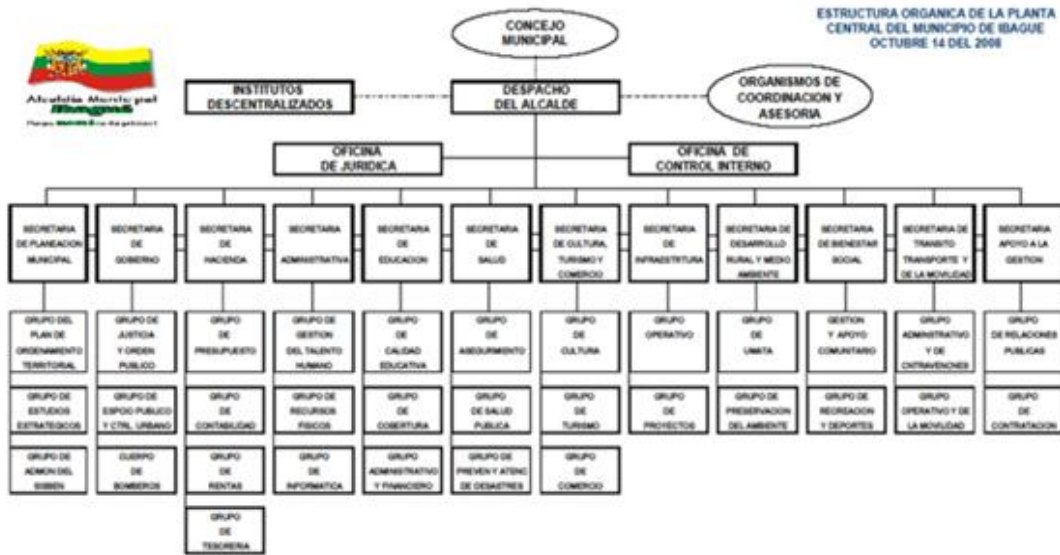 ESTRUCTURA ORGANICA DE LA PLANTA
CENTRAL DEL MUNICIPIO DE IBAGUE
OCTUBRE 14 DEL 2008
CONCEJO
MUNICIPAL
Alcaldía Municipal
Ibagué
INSTITUTOS
DESCENTRALIZADOS
DESPACHO
DEL ALCALDE
ORGANISMOS DE
COORDINACION Y
ASESORIA
OFICINA
DE JURIDICA
OFICINA DE
CONTROL INTERNO
SECRETARIA
DE PLANEACION
MUNICIPAL
SECRETARIA
DE
GOBIERNO
SECRETARIA
DE
HACIENDA
SECRETARIA
ADMINISTRATIVA
SECRETARIA
DE
EDUCACION
SECRETARIA
DE
SALUD
SECRETARIA
DE CULTURA,
TURISMO Y
COMERCIO
SECRETARIA
DE
INFRAESTRTURA
SECRETARIA DE
DESARROLLO
RURAL Y MEDIO
AMBIENTE
SECRETARIA
DE BIENESTAR
SOCIAL
SECRETARIA DE
TRANSITO
TRANSPORTE Y
DE LA MOVILIDAD
SECRETARIA
APOYO A LA
GESTION
GRUPO DEL
PLAN DE
ORDENAMIENTO
TERRITORIAL
GRUPO DE
JUSTICIA
Y ORDEN
PUBLICO
GRUPO
DE
PRESUPUESTO
GRUPO DE
GESTION
DEL TALENTO
HUMANO
GRUPO
DE
CALIDAD
EDUCATIVA
GRUPO
DE
ASEGURIMIENTO
GRUPO
DE
CULTURA
GRUPO
OPERATIVO
GRUPO
DE
UMATA
GESTION
Y APOYO
COMUNITARIO
GRUPO
ADMINSTRATIVO
Y DE
CNTRAVENCHES
GRUPO
DE RELACIONES
PUBLICAS
GRUPO DE
ESTUDIOS
ESTRATEGICOS
GRUPO DE
ESPCIO PUBLICO
Y CTRL. URBANO
GRUPO
DE
CONTABILIDAD
GRUPO DE
RECURSOS
FÍSICOS
GRUPO
DE
COBERTURA
GRUPO
DE SALUD
PUBLICA
GRUPO
DE
TURISMO
GRUPO
DE
PROYECTOS
GRUPO DE
PRESERVACION
DEL AMBIENTE
GRUPO DE
RECREACION
Y DEPORTES
GRUPO
OPERATIVO Y DE
LA MOVILIDAD
GRUPO
DE
CONTRATACION
GRUPO DE
ADMON DEL
SISBEN
CUERPO
DE
BOMBEROS
GRUPO
DE
RENTAS
GRUPO
DE
INFORMATICA
GRUPO
ADMINISTRATIVO
Y FINANCIERO
GRUPO DE
PREVEN Y ATENC
DE DESASTRES
GRUPO
DE
COMERCIO
GRUPO
DE
TESORERIA